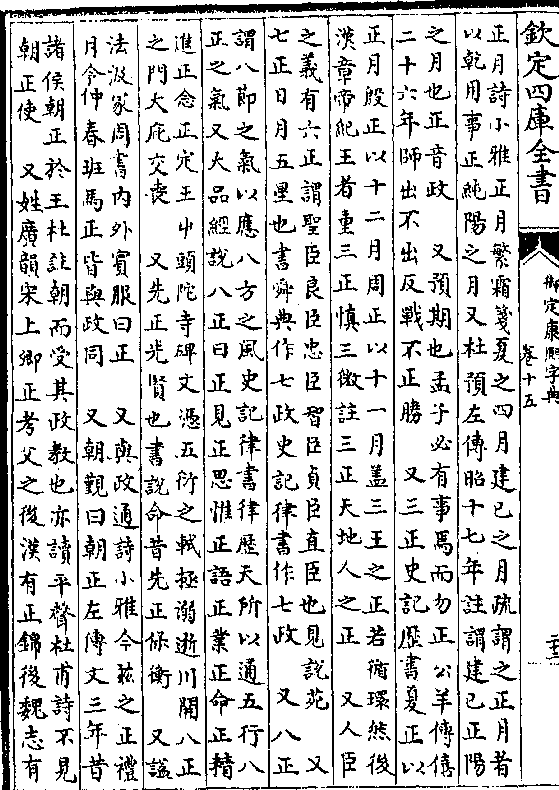 欽定四庫全書
御定康熙字典
卷十五
正月詩小雅正月繁霜箋夏之四月建巳之月疏謂之正月者
以乾用事正純陽之月又杜預左傳昭十七年註謂建巳正陽
之月也正音政 又預期也孟子必有事焉而勿正公羊傳僖
二十六年師出不出反戰不正勝 又三正史記歷書夏正以
正月殷正以十二月周正以十一月盖三王之正若循環然後
漢章帝紀王者重三正慎三微註三正天地人之正 又人臣
之義有六正謂聖臣良臣忠臣智臣貞臣直臣也見說苑 又
七正日月五星也書舜典作七政史記律書作七政 又八正
謂八節之氣以應八方之風史記律書律歷天所以通五行八
正之氣又大品經說八正曰正見正思惟正語正業正命正精
進正念正定王屮頭陀寺碑文憑五衍之軾拯溺逝川開八正
之門大庇交喪 又先正先賢也書說命昔先正保衡 又諡
法汲冢周書内外賔服曰正 又與政通詩小雅今兹之正禮
月令仲春班馬正皆與政同 又朝覲曰朝正左傳文三年昔
諸侯朝正於王杜註朝而受其政教也亦讀平聲杜甫詩不見
朝正使 又姓廣韻宋上卿正考父之後漢有正錦後魏志有